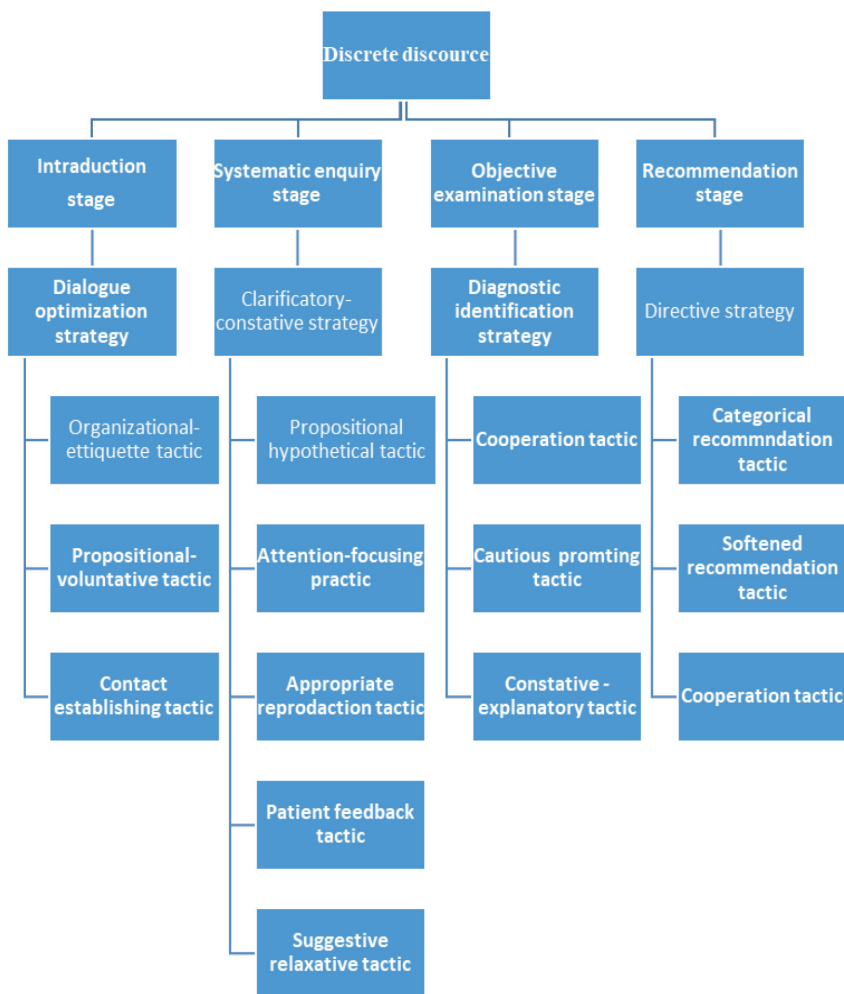 Discrete discource
Intraduction
stage
Systematic enquiry
stage
Objective
examination stage
Recommendation
stage
Dialogue
optimization
strategy
Clarificatory-
constative strategy
Diagnostic
identification
strategy
Directive strategy
Organizational-
ettiquette tactic
Propositional
hypothetical tactic
Cooperation tactic
Categorical
recommndation
tactic
Propositional-
voluntative tactic
Attention-focusing
practic
Cautious promting
tactic
Softened
recommendation
tactic
Contact
establishing tactic
Appropriate
reprodaction tactic
Constative -
explanatory tactic
Cooperation tactic
Patient feedback
tactic
Suggestive
relaxative tactic